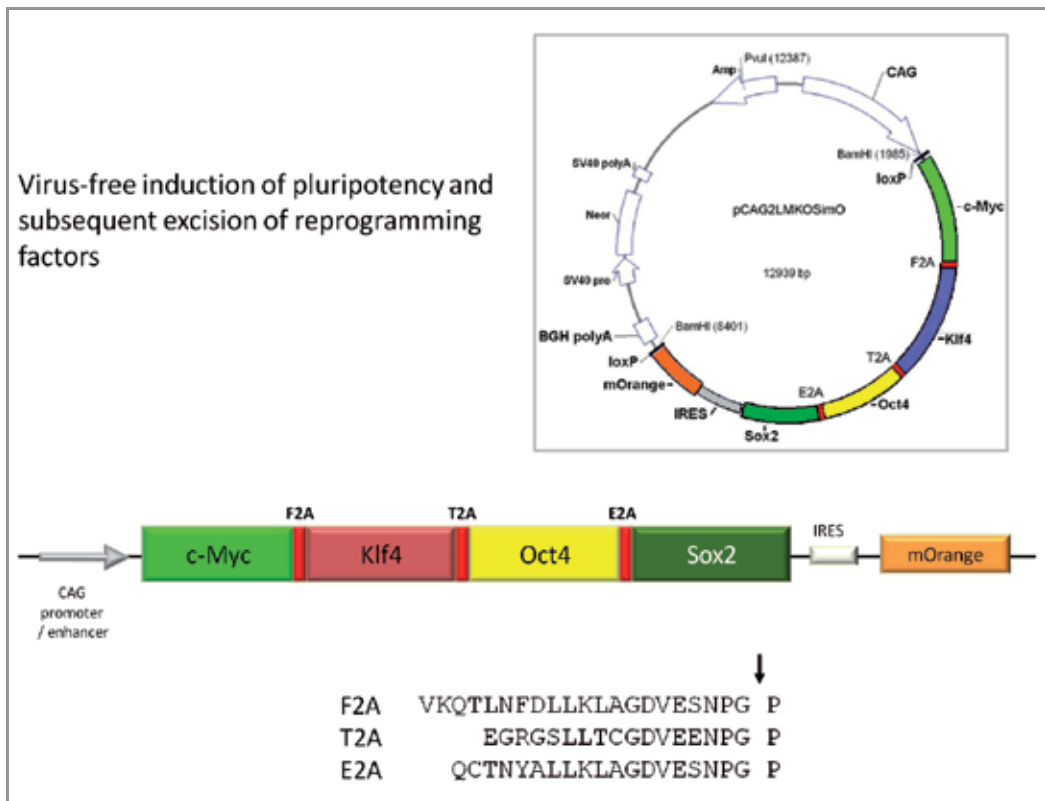 Virus-free induction of pluripotency and
subsequent excision of reprogramming
factors
PvuI (12387)
Amp
CAG
BamHI (1985)
loxP
SV40 polyA
c-Myc
Neor
pCAG2LMKOSimO
F2A
12939 bp
SV40 pro
Klf4
BamHI (8401)
BGH polyA
T2A
loxP
E2A
mOrange
Oct4
IRES
Sox2
F2A T2A E2A
IRES
c-Myc Klf4 Oct4 Sox2 mOrange
CAG
promoter
/ enhancer
F2A VKQTLNFDLLKLAGDVESNPG P
T2A EGRGSLLTCGDVEENPG P
E2A QCTNYALLKLAGDVESNPG P